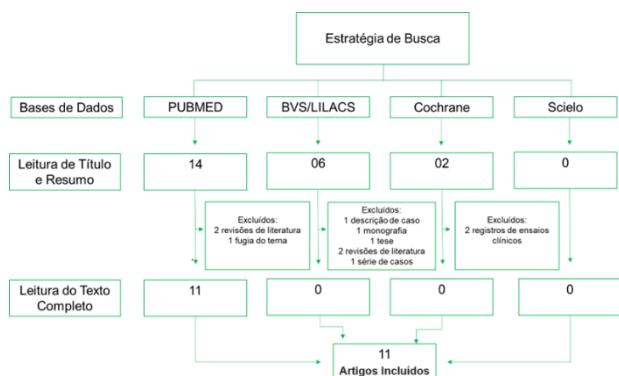 Estratégia de Busca
Bases de Dados
PUBMED
BVS/LILACS
Cochrane
Scielo
Leitura de Título
e Resumo
14
06
02
0
Excluídos:
2 revisões de literatura
1 fugia do tema
Excluídos:
1 descrição de caso
1 monografia
1 tese
2 revisões de literatura
1 série de casos
Excluídos:
2 registros de ensaios
clínicos
Leitura do Texto
Completo
11
0
0
0
11
Artigos Incluidos